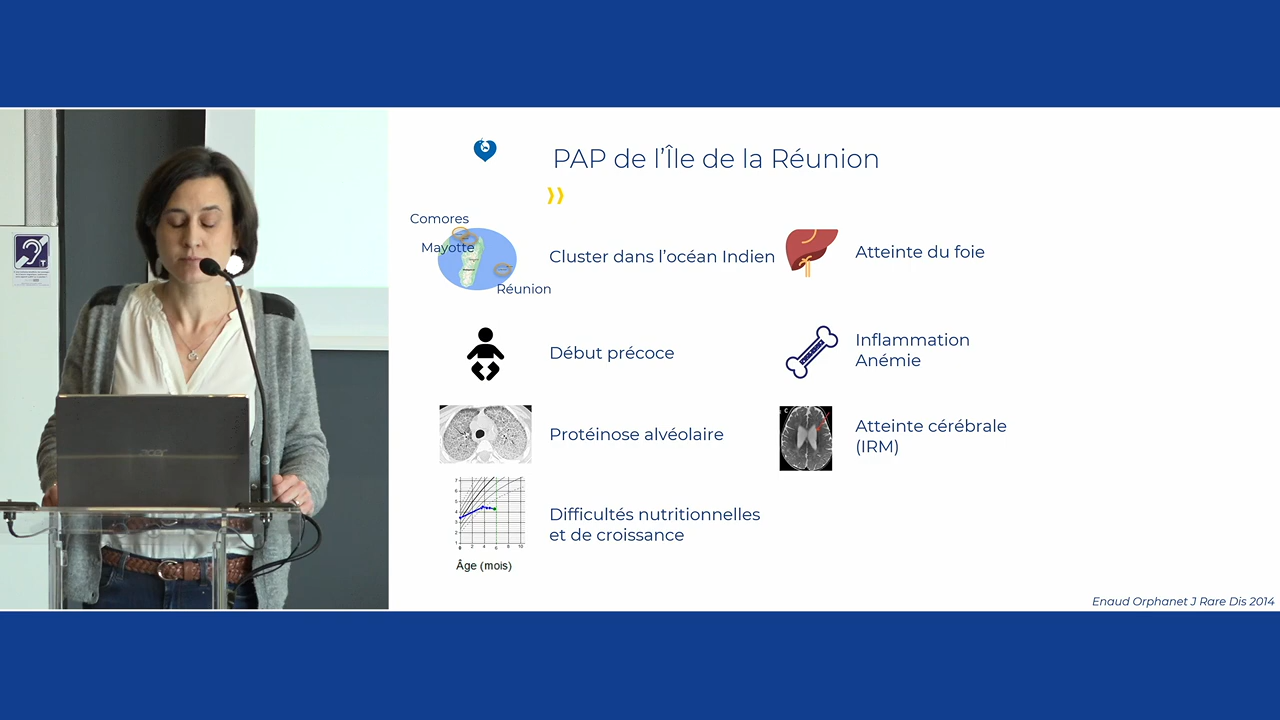 PAP de l'Île de la Réunion
Comores
Mayotte
Réunion
Cluster dans l'océan Indien
Début précoce
Protéinose alvéolaire
Difficultés nutritionnelles
et de croissance
Âge (mois)
Atteinte du foie
Inflammation
Anémie
Atteinte cérébrale
(IRM)
Enaud Orphanet J Rare Dis 2014
acer